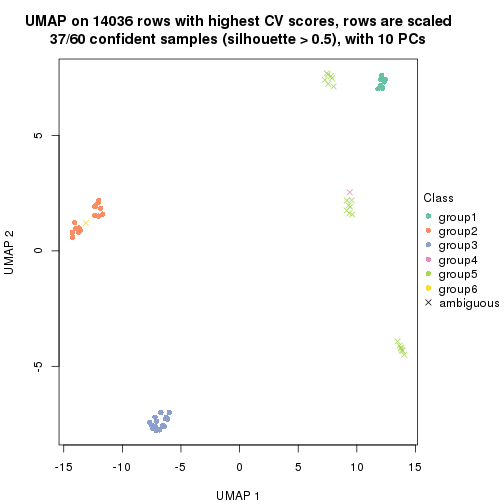 UMAP on 14036 rows with highest CV scores, rows are scaled
37/60 confident samples (silhouette > 0.5), with 10 PCs
UMAP 2
5
0
-5
-15
-10
-5
0
5
10
15
UMAP 1
Class
group1
group2
group3
group4
group5
group6
ambiguous